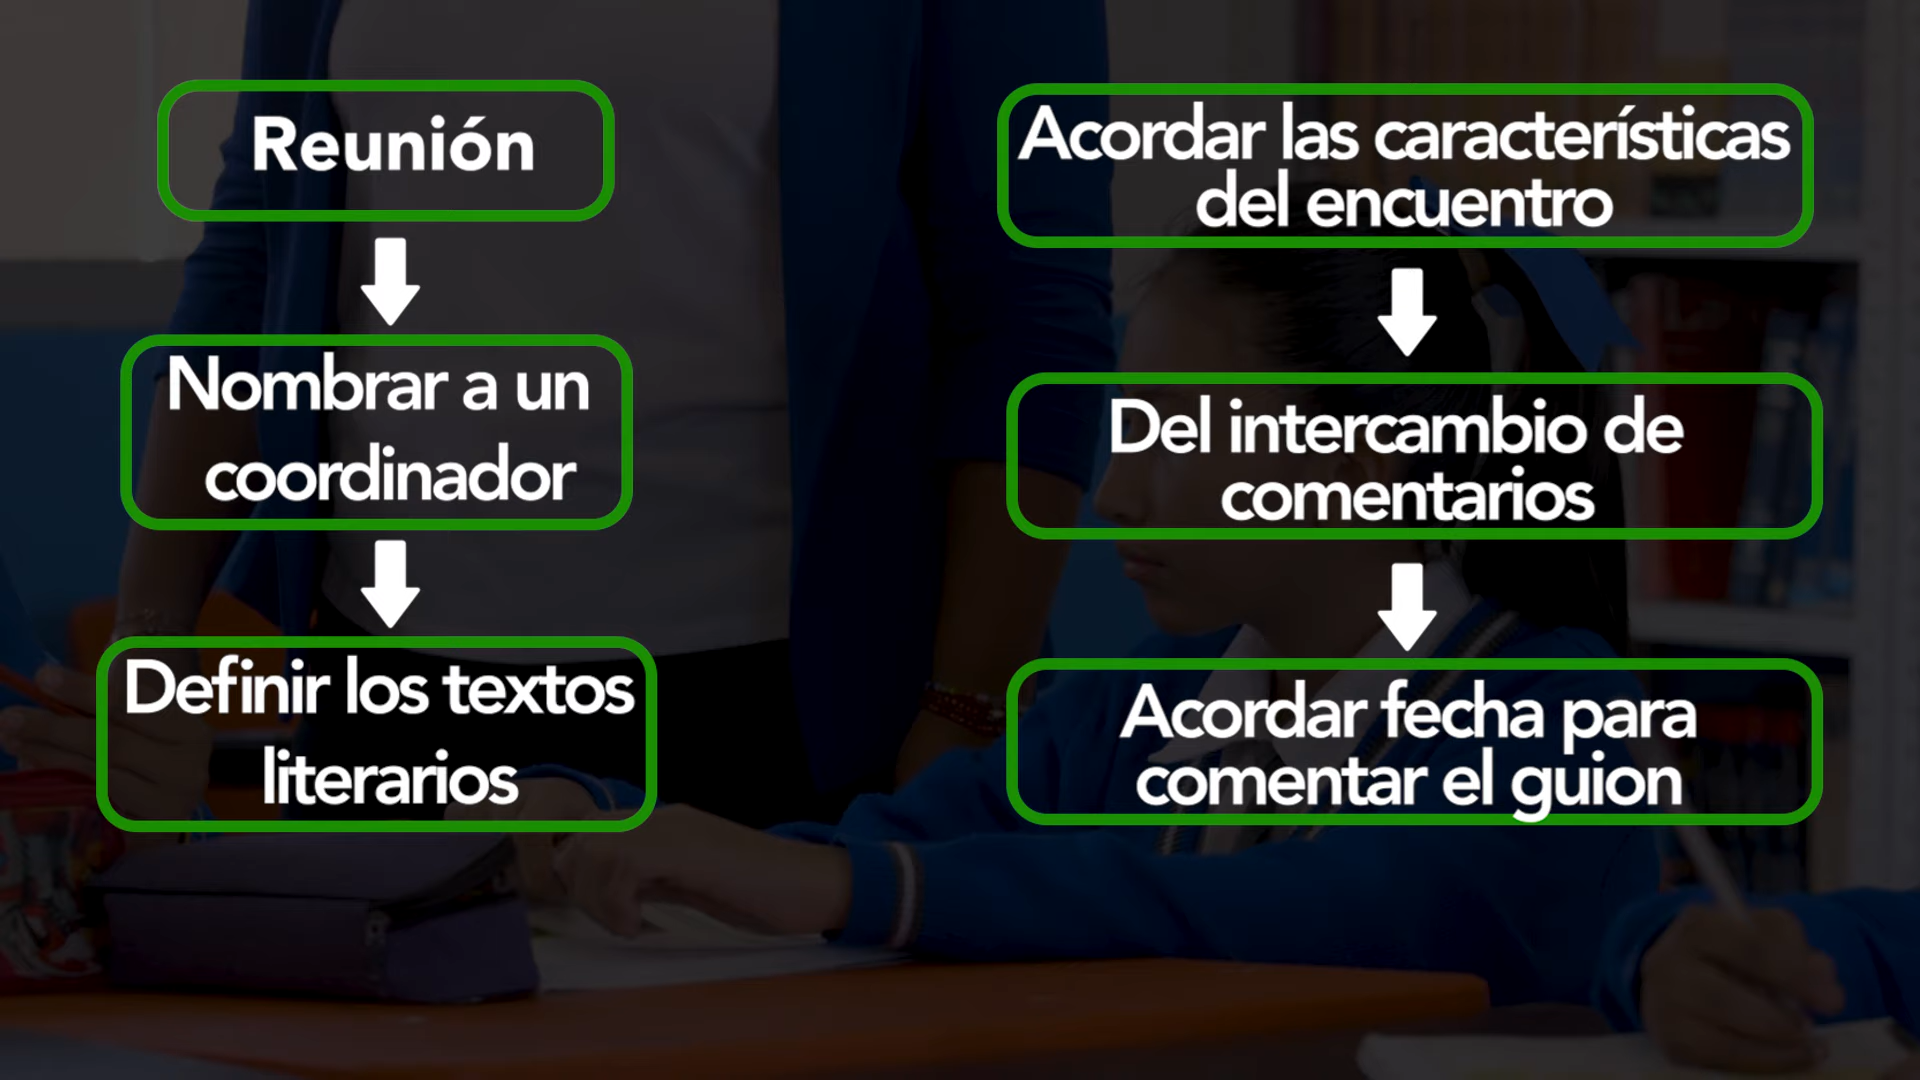 Reunión
Nombrar a un
coordinador
Definir los textos
literarios
Acordar las características
del encuentro
Del intercambio de
comentarios
Acordar fecha para
comentar el guion